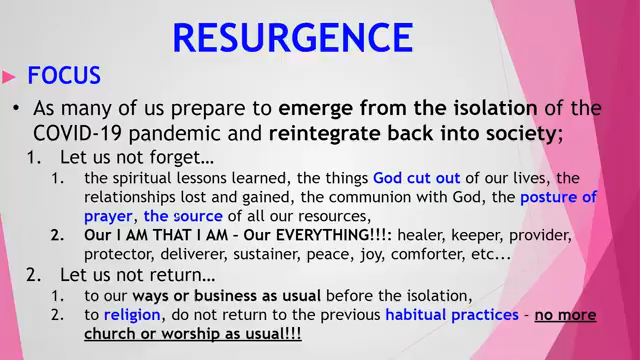 RESURGENCE
FOCUS
• As many of us prepare to emerge from the isolation of the
COVID-19 pandemic and reintegrate back into society;
1. Let us not forget…
1. the spiritual lessons learned, the things God cut out of our lives, the
relationships lost and gained, the communion with God, the posture of
prayer, the source of all our resources,
2. Our I AM THAT I AM – Our EVERYTHING!!!: healer, keeper, provider,
protector, deliverer, sustainer, peace, joy, comforter, etc...
2. Let us not return…
1. to our ways or business as usual before the isolation,
2. to religion, do not return to the previous habitual practices – no more
church or worship as usual!!!